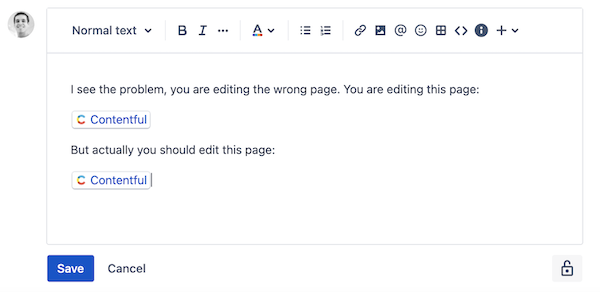 Normal text B I A
I see the problem, you are editing the wrong page. You are editing this page:
Contentful
But actually you should edit this page:
Contentful
Save Cancel